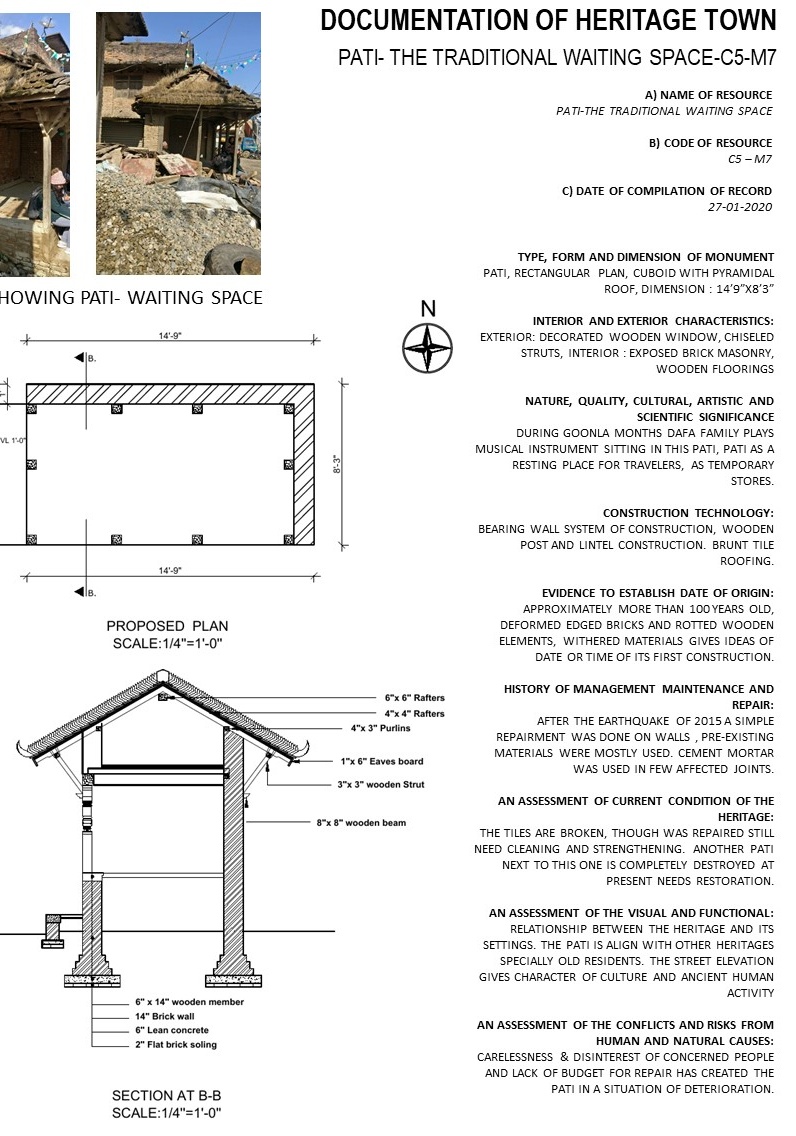 DOCUMENTATION OF HERITAGE TOWN
PATI- THE TRADITIONAL WAITING SPACE-C5-M7
A) NAME OF RESOURCE
PATI-THE TRADITIONAL WAITING SPACE
B) CODE OF RESOURCE
C5 – M7
C) DATE OF COMPILATION OF RECORD
27-01-2020
TYPE, FORM AND DIMENSION OF MONUMENT
PATI, RECTANGULAR PLAN, CUBOID WITH PYRAMIDAL
ROOF, DIMENSION : 14’9”X8’3”
INTERIOR AND EXTERIOR CHARACTERISTICS:
EXTERIOR: DECORATED WOODEN WINDOW, CHISELED
STRUTS, INTERIOR : EXPOSED BRICK MASONRY,
WOODEN FLOORINGS
NATURE, QUALITY, CULTURAL, ARTISTIC AND
SCIENTIFIC SIGNIFICANCE
DURING GOONLA MONTHS DAFA FAMILY PLAYS
MUSICAL INSTRUMENT SITTING IN THIS PATI, PATI AS A
RESTING PLACE FOR TRAVELERS, AS TEMPORARY
STORES.
CONSTRUCTION TECHNOLOGY:
BEARING WALL SYSTEM OF CONSTRUCTION, WOODEN
POST AND LINTEL CONSTRUCTION. BRUNT TILE
ROOFING.
EVIDENCE TO ESTABLISH DATE OF ORIGIN:
APPROXIMATELY MORE THAN 100 YEARS OLD,
DEFORMED EDGED BRICKS AND ROTTED WOODEN
ELEMENTS, WITHERED MATERIALS GIVES IDEAS OF
DATE OR TIME OF ITS FIRST CONSTRUCTION.
HISTORY OF MANAGEMENT MAINTENANCE AND
REPAIR:
AFTER THE EARTHQUAKE OF 2015 A SIMPLE
REPAIRMENT WAS DONE ON WALLS , PRE-EXISTING
MATERIALS WERE MOSTLY USED. CEMENT MORTAR
WAS USED IN FEW AFFECTED JOINTS.
AN ASSESSMENT OF CURRENT CONDITION OF THE
HERITAGE:
THE TILES ARE BROKEN, THOUGH WAS REPAIRED STILL
NEED CLEANING AND STRENGTHENING. ANOTHER PATI
NEXT TO THIS ONE IS COMPLETELY DESTROYED AT
PRESENT NEEDS RESTORATION.
AN ASSESSMENT OF THE VISUAL AND FUNCTIONAL:
RELATIONSHIP BETWEEN THE HERITAGE AND ITS
SETTINGS. THE PATI IS ALIGN WITH OTHER HERITAGES
SPECIALLY OLD RESIDENTS. THE STREET ELEVATION
GIVES CHARACTER OF CULTURE AND ANCIENT HUMAN
ACTIVITY
AN ASSESSMENT OF THE CONFLICTS AND RISKS FROM
HUMAN AND NATURAL CAUSES:
CARELESSNESS & DISINTEREST OF CONCERNED PEOPLE
AND LACK OF BUDGET FOR REPAIR HAS CREATED THE
PATI IN A SITUATION OF DETERIORATION.
HOWING PATI- WAITING SPACE
N
14'-9"
B.
1'
VL 1'-0"
8'-3"
14'-9"
B.
PROPOSED PLAN
SCALE:1/4"=1'-0"
6"x 6" Rafters
4"x 4" Rafters
4"x 3" Purlins
1"x 6" Eaves board
3"x 3" wooden Strut
8"x 8" wooden beam
6" x 14" wooden member
14" Brick wall
6" Lean concrete
2" Flat brick soling
SECTION AT B-B
SCALE:1/4"=1'-0"